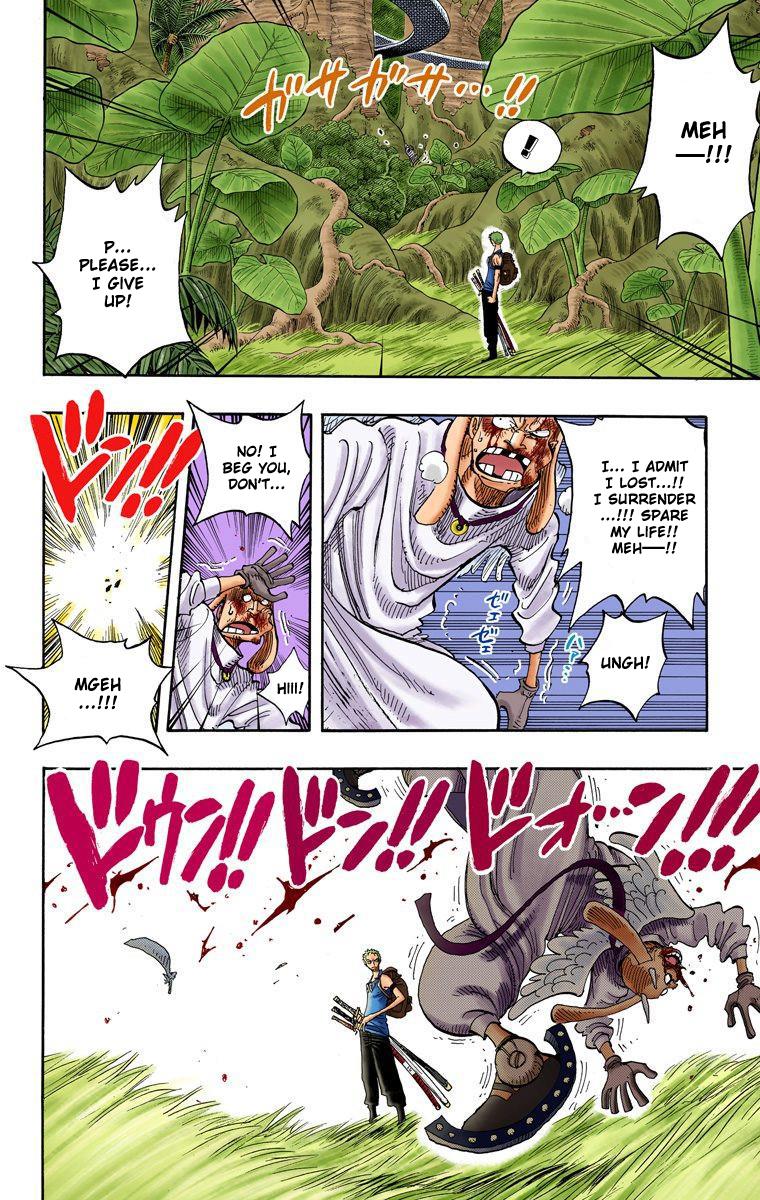 MEH
—!!!
ガサガサ…!!
!
P...
PLEASE...
I GIVE
UP!
I... I ADMIT
I LOST...!!
I SURRENDER
...!!! SPARE
MY LIFE!!
MEH—!!
UNGH!
ハァ…
ゼェ
ゼェ
NO! I
BEG YOU,
DON'T...
HIII!
ドン!!
MGEH
...!!!
ドゥン!! ドン!! ドォ…ン!!!